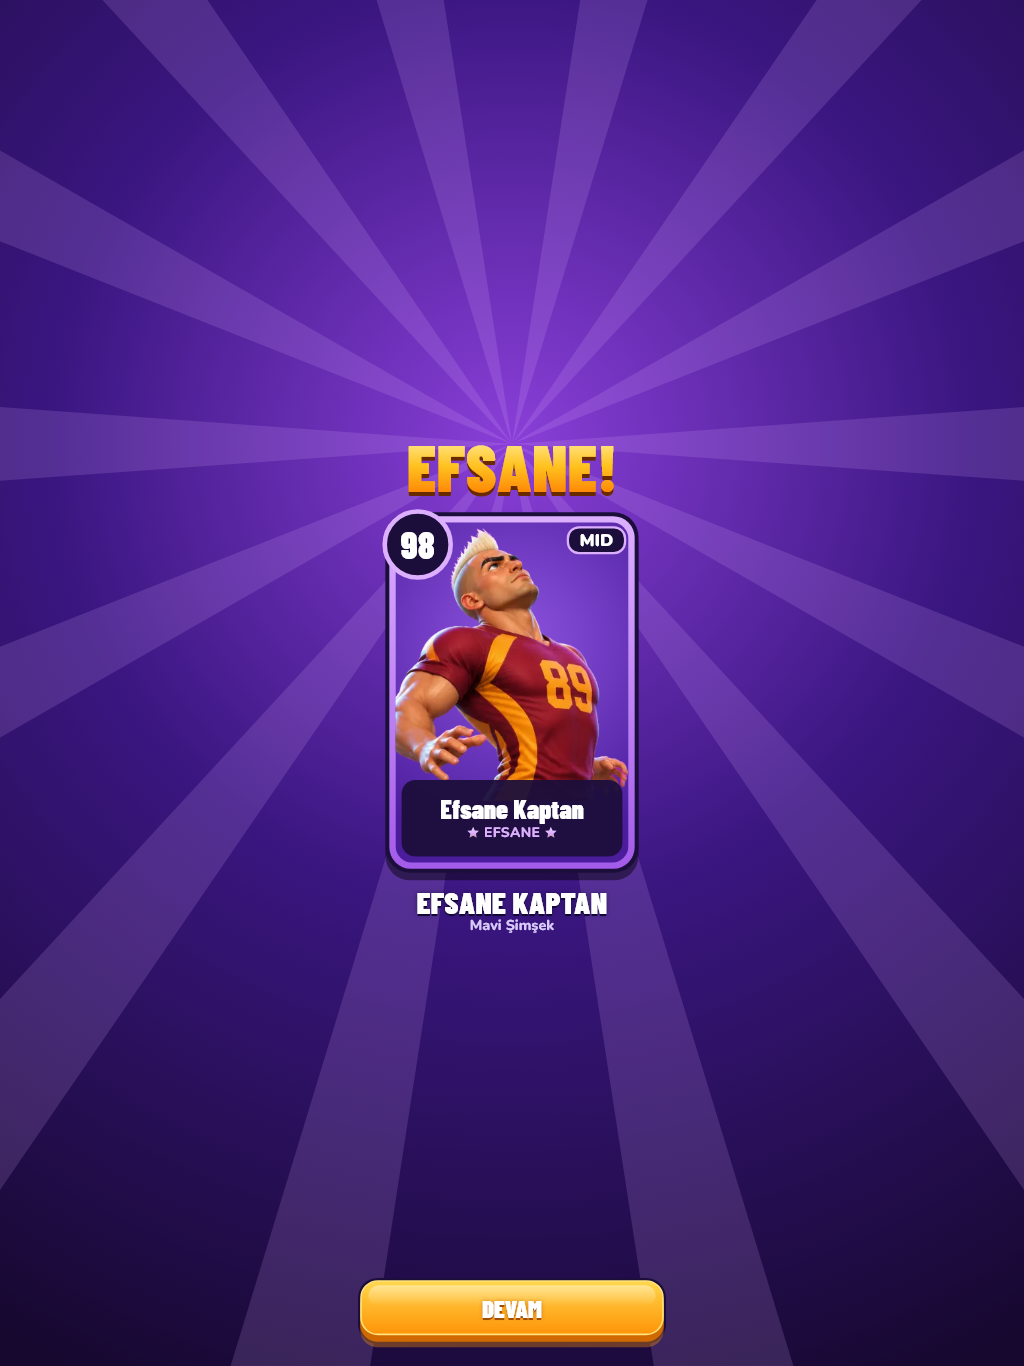 EFSANE!
98
MID
89
Efsane Kaptan
★ EFSANE ★
EFSANE KAPTAN
Mavi Şimşek
DEVAM